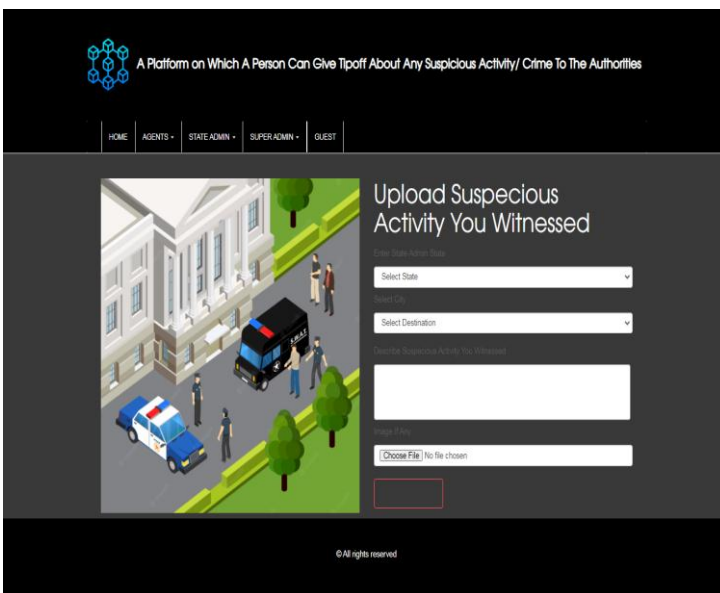 A Platform on Which A Person Can Give Tipoff About Any Suspicious Activity/ Crime To The Authorities
HOME AGENTS STATE ADMIN SUPER ADMIN GUEST
Upload Suspecious
Activity You Witnessed
Enter State Admin State
Select State
Select City
Select Destination
Describe Suspecious Activity You Witnessed
Image If Any
Choose File No file chosen
S.W.A.T.
© All rights reserved